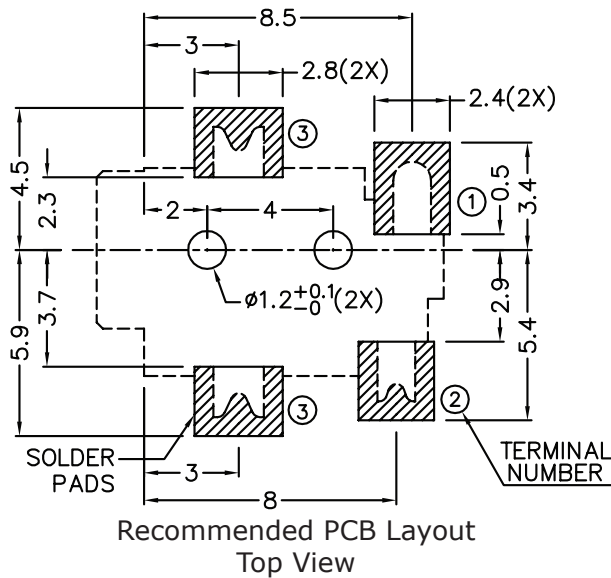 8.5
3
2.8(2X)
2.4(2X)
③
①
4.5
2.3
0.5
3.4
2
4
ø1.2+0.1 -0 (2X)
3.7
5.9
2.9
5.4
③
②
SOLDER
PADS
TERMINAL
NUMBER
3
8
Recommended PCB Layout
Top View